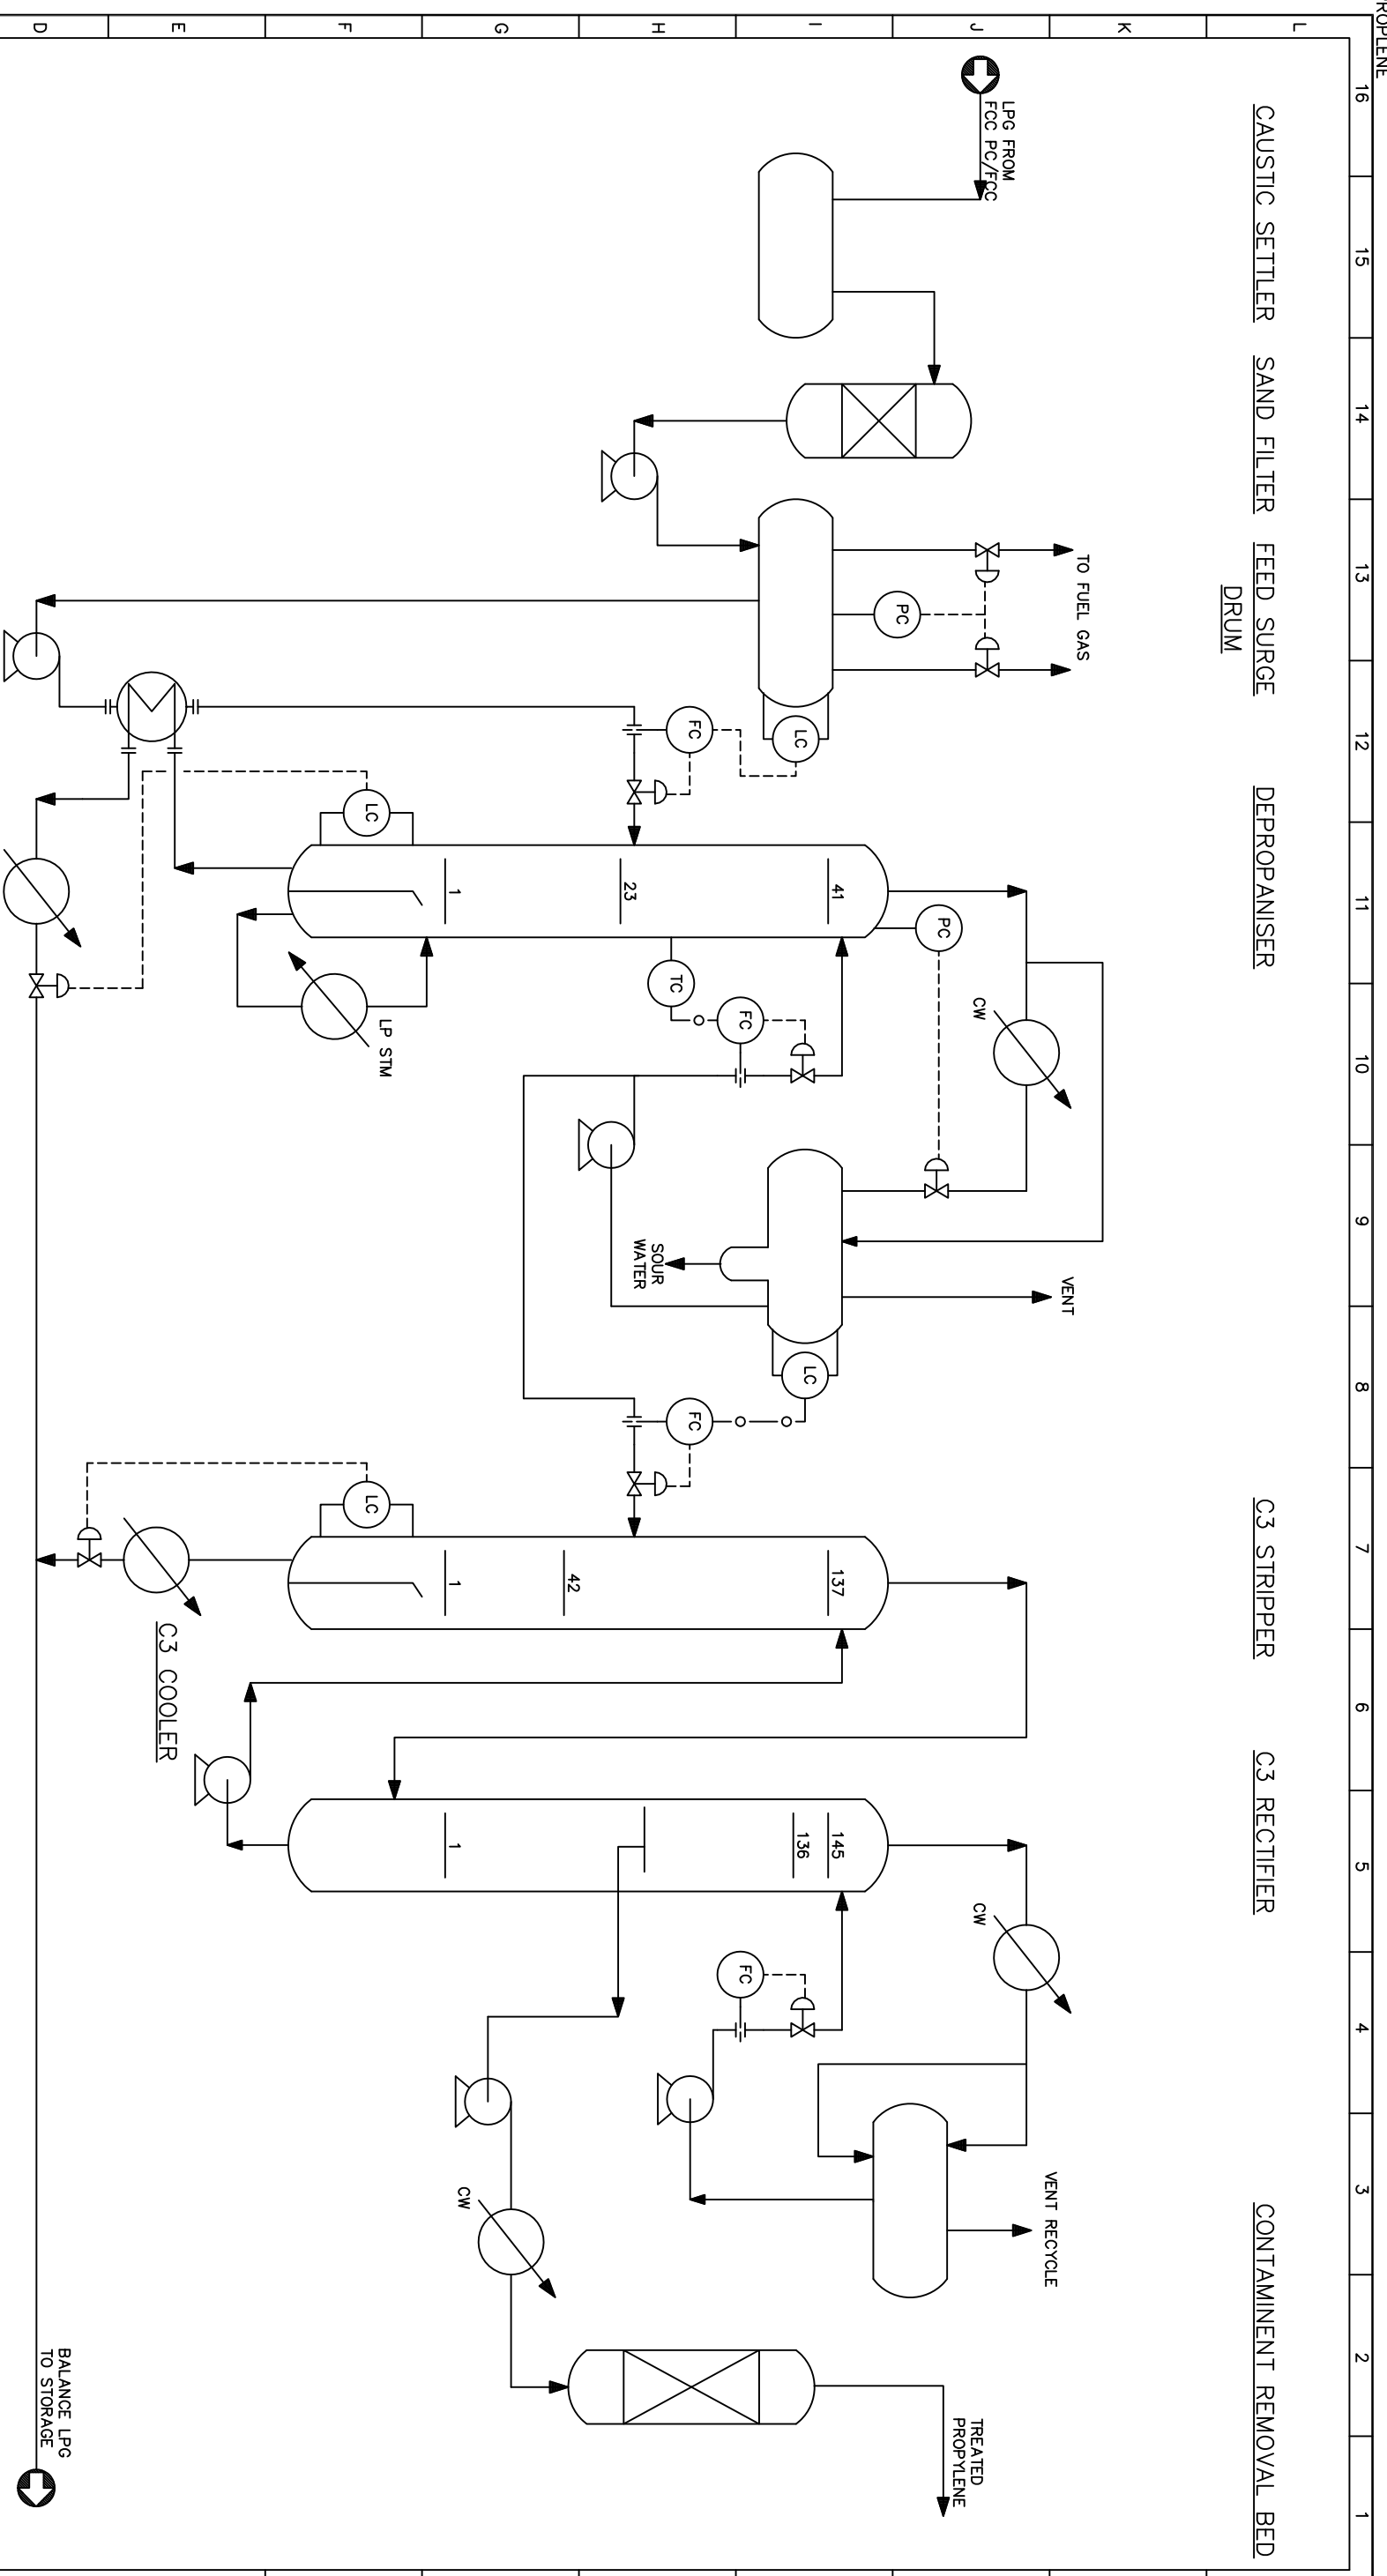 PROPLENE
16
15
14
13
12
11
10
9
8
7
6
5
4
3
2
1
L
K
J
I
H
G
F
E
D
CAUSTIC SETTLER
SAND FILTER
FEED SURGE
DRUM
DEPROPANISER
C3 STRIPPER
C3 RECTIFIER
CONTAMINENT REMOVAL BED
LPG FROM
FCC PC/FCC
TO FUEL GAS
PC
LC
FC
LC
41
23
1
PC
TC
FC
CW
LP STM
SOUR
WATER
VENT
LC
FC
LC
137
42
1
C3 COOLER
145
136
1
CW
FC
VENT RECYCLE
CW
TREATED
PROPYLENE
BALANCE LPG
TO STORAGE